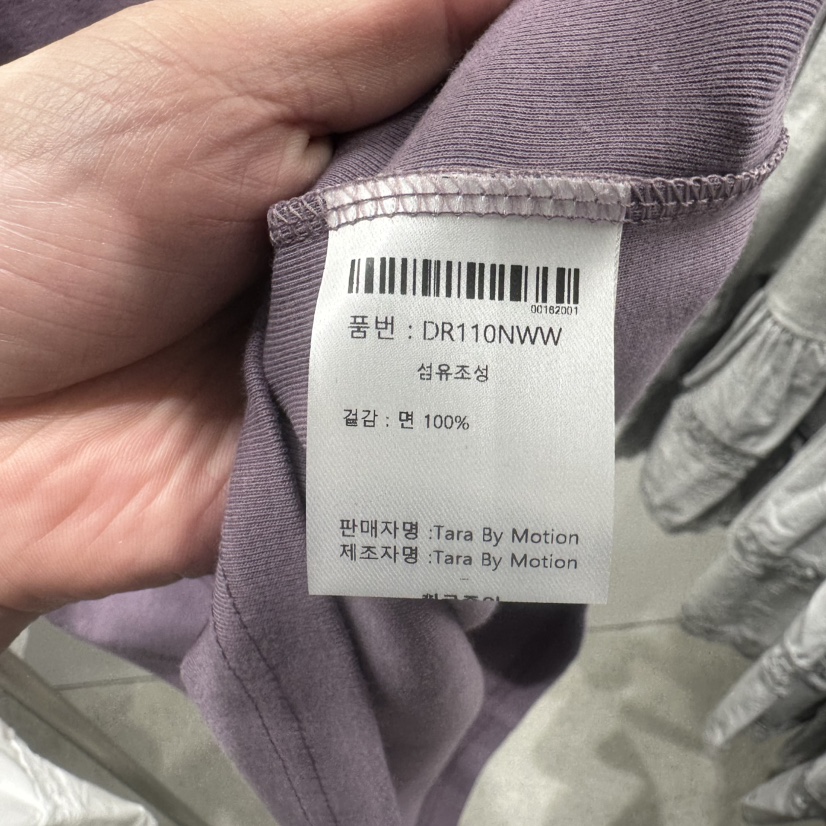 00162001
품번 : DR110NWW
섬유조성
겉감 : 면 100%
판매자명 :Tara By Motion
제조자명 :Tara By Motion